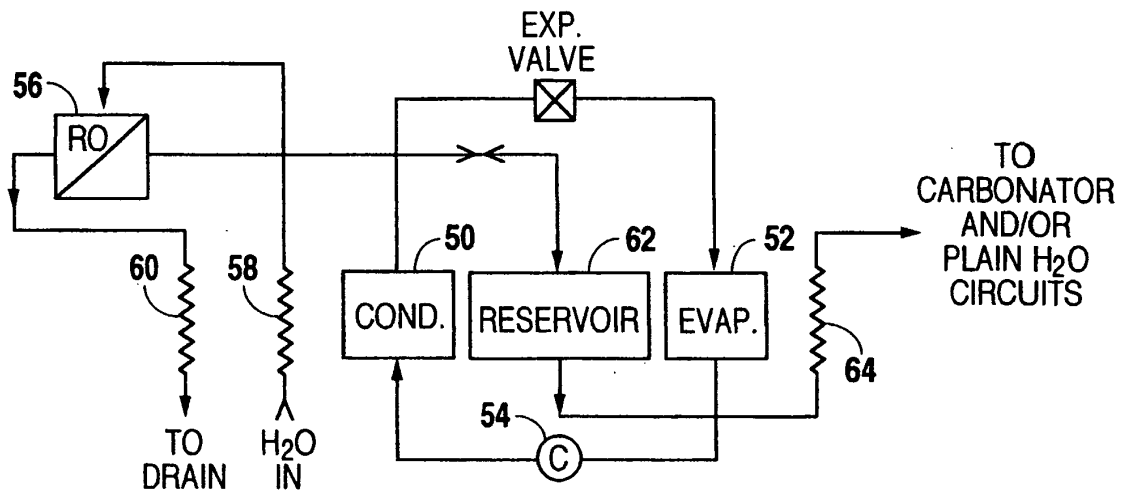 EXP.
VALVE
56
RO
TO
CARBONATOR
AND/OR
PLAIN H₂O
CIRCUITS
60
58
50
62
52
COND.
RESERVOIR
EVAP.
64
54
C
TO
DRAIN
H₂O
IN